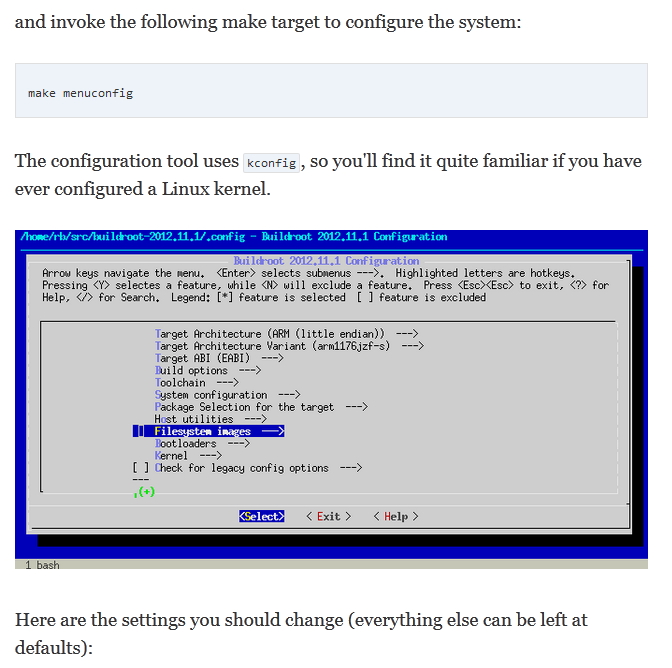 and invoke the following make target to configure the system:
make menuconfig
The configuration tool uses kconfig, so you'll find it quite familiar if you have
ever configured a Linux kernel.
/home/rb/src/buildroot-2012.11.1/.config - Buildroot 2012.11.1 Configuration
Buildroot 2012.11.1 Configuration
Arrow keys navigate the menu.  <Enter> selects submenus --->.  Highlighted letters are hotkeys.
Pressing <Y> selectes a feature, while <N> will exclude a feature.  Press <Esc><Esc> to exit, <?> for
Help, </> for Search.  Legend: [*] feature is selected  [ ] feature is excluded
Target Architecture (ARM (little endian))  --->
Target Architecture Variant (arm1176jzf-s)  --->
Target ABI (EABI)  --->
Build options  --->
Toolchain  --->
System configuration  --->
Package Selection for the target  --->
Host utilities  --->
Filesystem images  --->
Bootloaders  --->
Kernel  --->
[ ] Check for legacy config options  --->
---
(+)
<Select>    < Exit >    < Help >
1 bash
Here are the settings you should change (everything else can be left at
defaults):